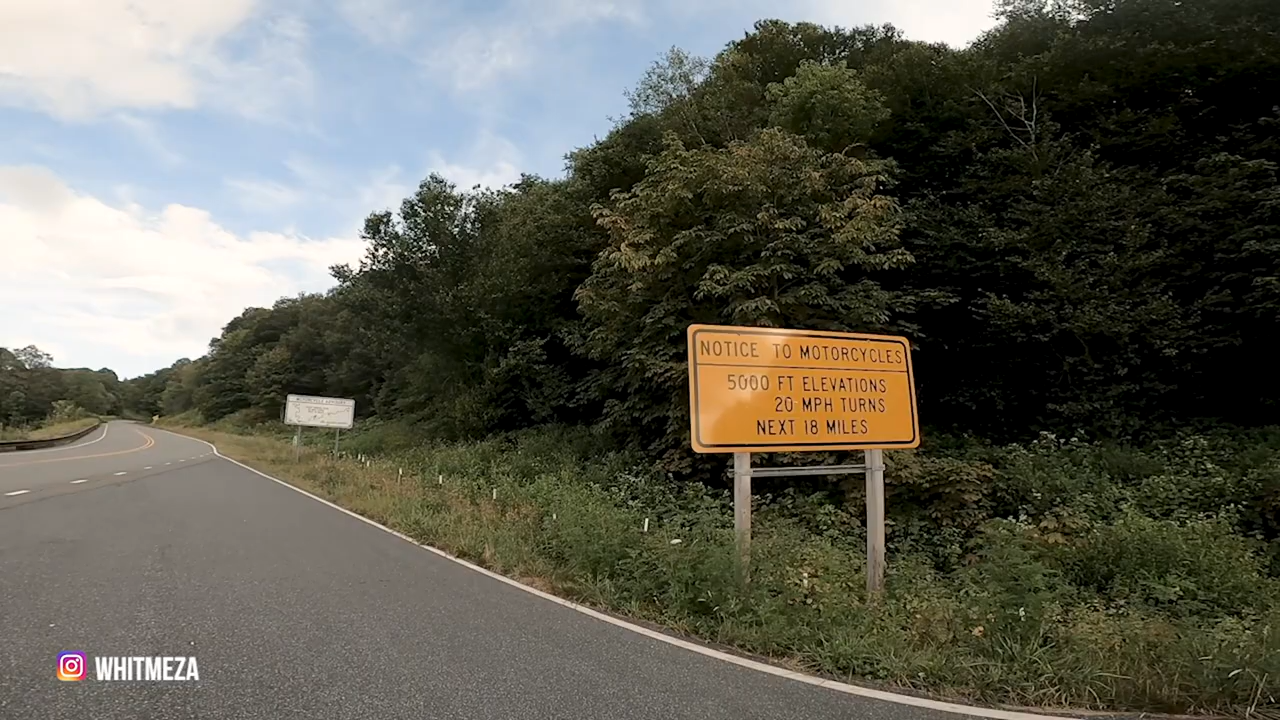 NOTICE TO MOTORCYCLES
5000 FT ELEVATIONS
20 MPH TURNS
NEXT 18 MILES
WHITMEZA